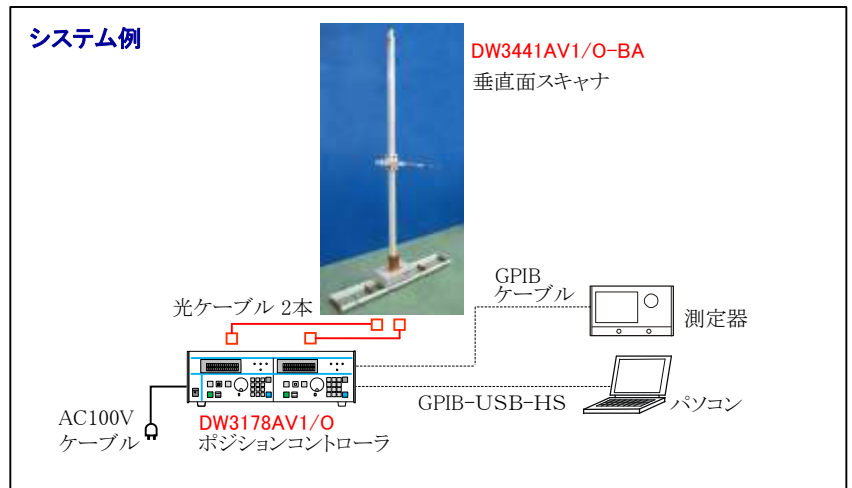 システム例
DW3441AV1/O-BA
垂直面スキャナ
光ケーブル 2本
GPIB
ケーブル
測定器
GPIB-USB-HS
パソコン
AC100V
ケーブル
DW3178AV1/O
ポジションコントローラ